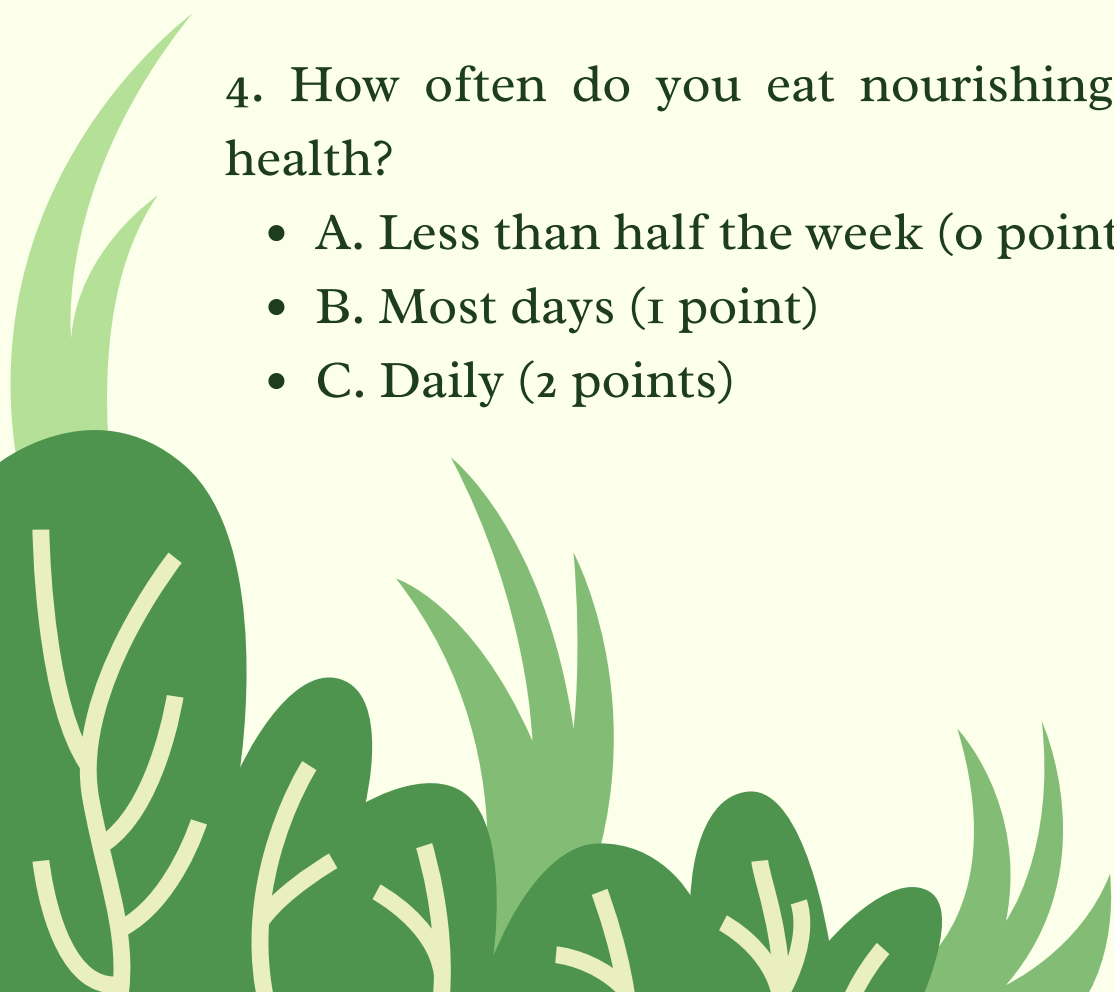 4. How often do you eat nourishing
health?
• A. Less than half the week (0 point
• B. Most days (1 point)
• C. Daily (2 points)